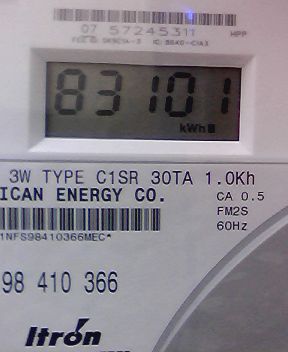 07 57245311
HPP
83101
kWh
3W TYPE C1SR 30TA 1.0Kh
ICAN ENERGY CO.
CA 0.5
FM2S
60Hz
1NFS98410366MEC*
98 410 366
Itron